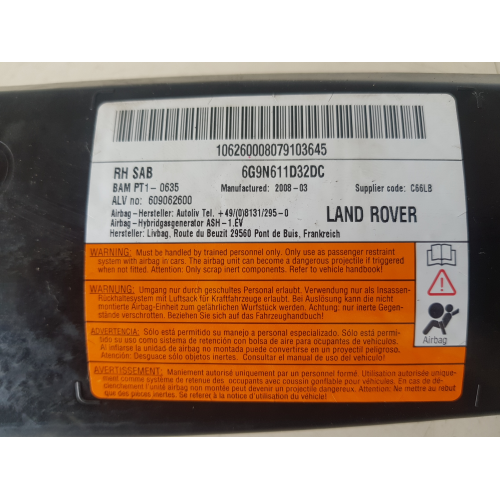 106260008079103645
RH SAB 6G9N611D32DC
BAM PT1- 0635 Manufactured: 2008-03 Supplier code: C66LB
ALV no: 609062600
Airbag-Hersteller: Autoliv Tel. +49/(0)8131/295-0 LAND ROVER
Airbag-Hybridgasgenerator ASH-1.EV
Hersteller: Livbag, Route du Beuzit 29560 Pont de Buis, Frankreich
WARNING: Must be handled by trained personnel only. Only use as passenger restraint
system with airbag in cars. The airbag unit can become a dangerous projectile if triggered
when not fitted. Attention: Only scrap inert components. Refer to vehicle handbook!
WARNUNG: Umgang nur durch geschultes Personal erlaubt. Verwendung nur als Insassen-
Rückhaltesystem mit Luftsack für Kraftfahrzeuge erlaubt. Bei Auslösung kann die nicht
montierte Airbag-Einheit zum gefährlichen Wurfstück werden. Achtung: Nur inerte Gegen-
stände verschrotten. Beziehen Sie sich auf das Fahrzeughandbuch!
ADVERTENCIA: Sólo está permitido su manejo a personal especializado. Sólo está permitido
su uso como sistema de retención con bolsa de aire para ocupantes de vehículos.
Al inflarse la unidad de airbag no montada puede convertirse en un proyectil peligroso.
Atención: Desguace sólo objetos inertes. Consultar el manual de uso del vehículo!
AVERTISSEMENT: Maniement autorisé uniquement par un personnel formé. Utilisation autorisée unique-
ment comme système de retenue des occupants avec coussin gonflable pour véhicules. En cas de dé-
clenchement l'unité airbag non montée peut devenir un projectile dangereux. Attention: Ne mettre au rebut
que des pièces inertes. Se référer à la notice d'utilisation du véhicule!
Airbag